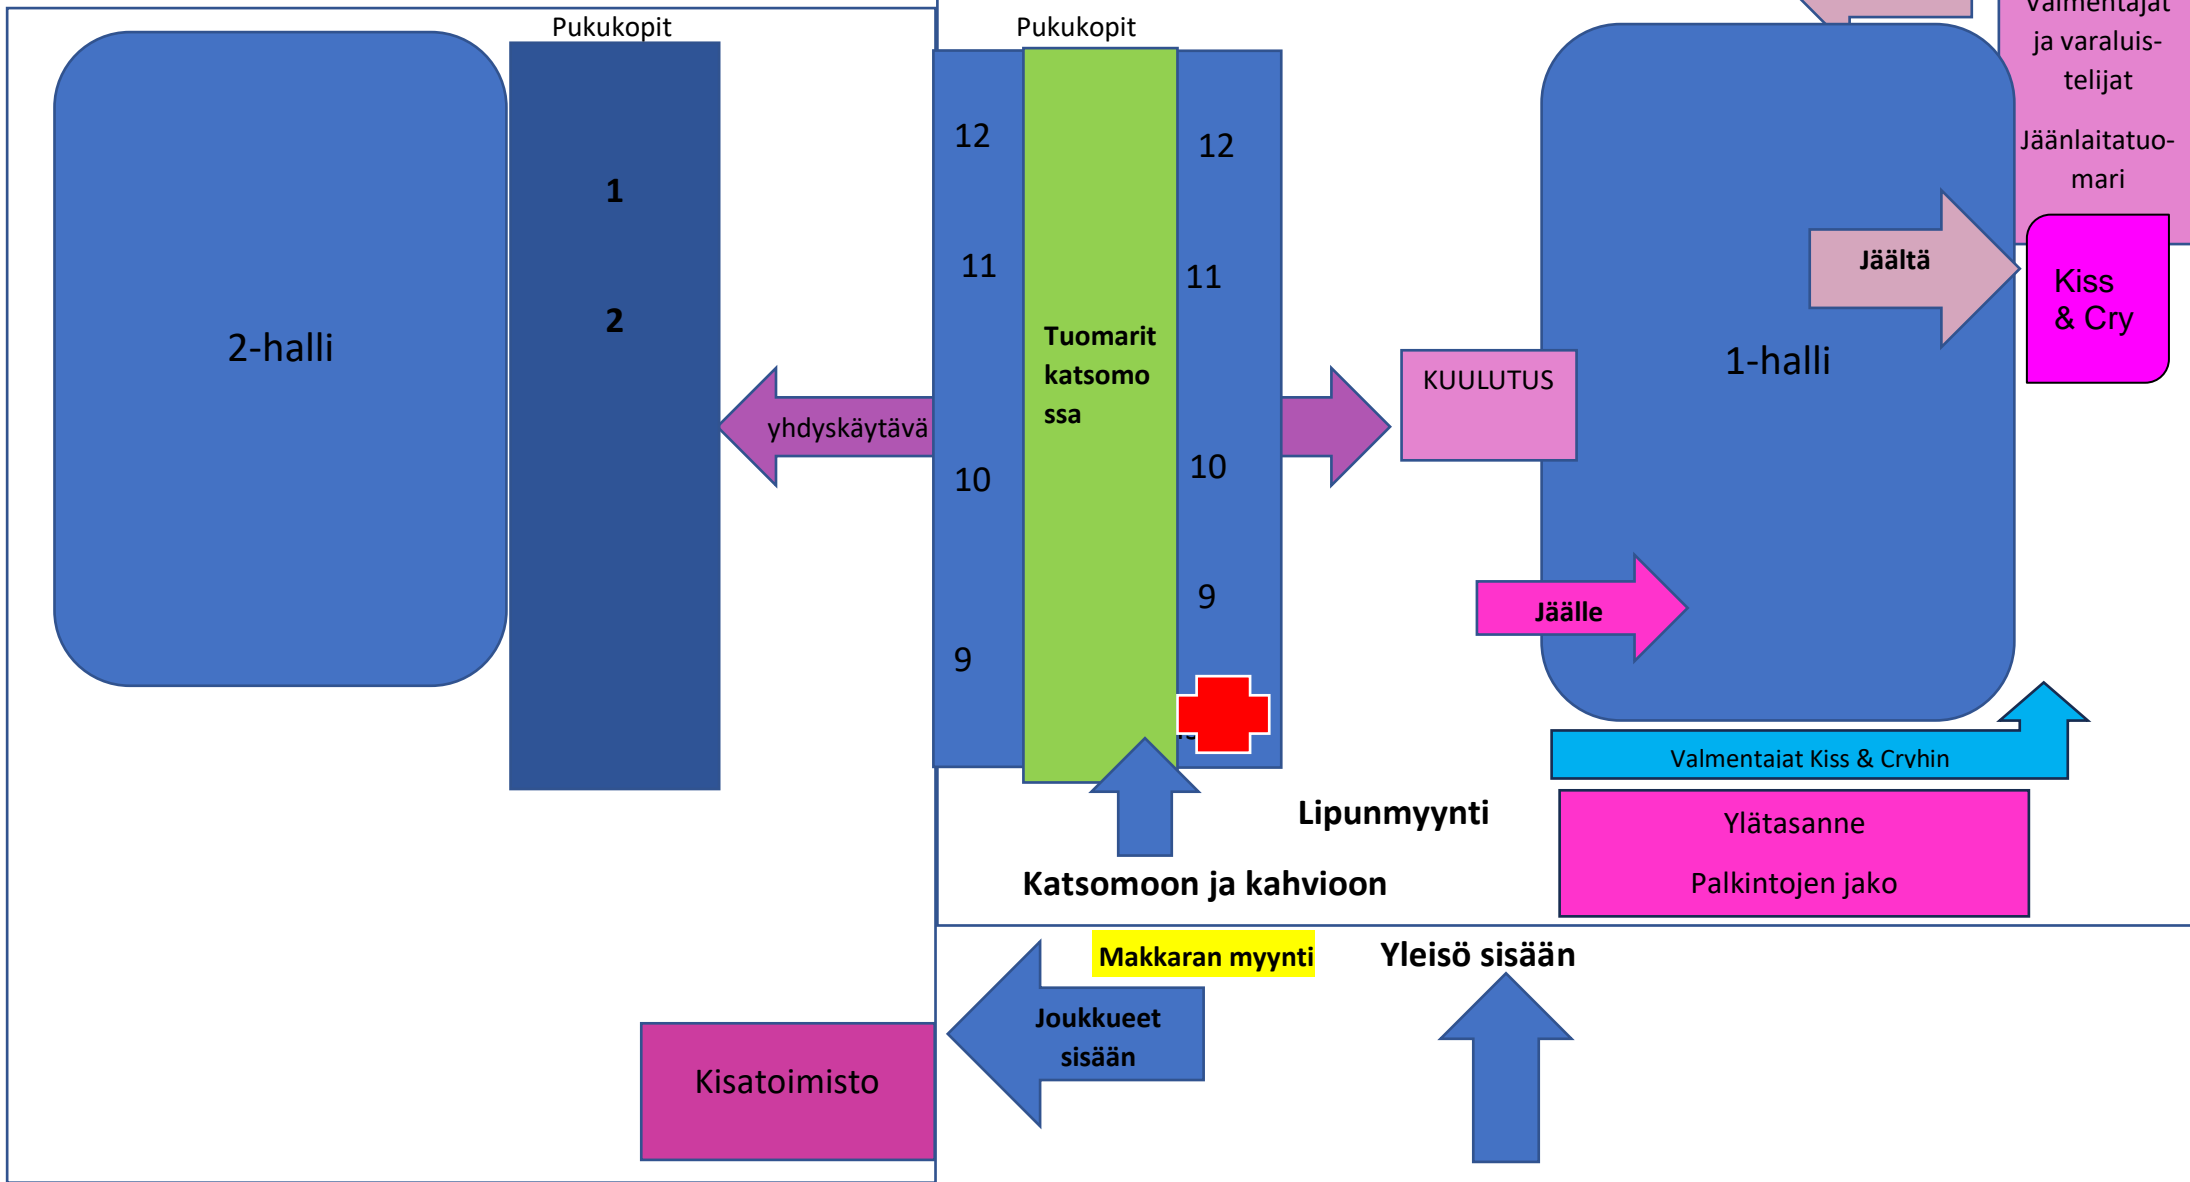 Pukukopit
1
2
2-halli
yhdyskäytävä
Pukukopit
12
11
10
9
Tuomarit
katsomo
ssa
12
11
10
9
KUULUTUS
1-halli
Jäältä
Jäälle
Valmentajat
ja varaluis-
telijat
Jäänlaitatuo-
mari
Kiss
& Cry
Valmentajat Kiss & Cryhin
Ylätasanne
Palkintojen jako
Lipunmyynti
Katsomoon ja kahvioon
Makkaran myynti
Yleisö sisään
Joukkueet
sisään
Kisatoimisto